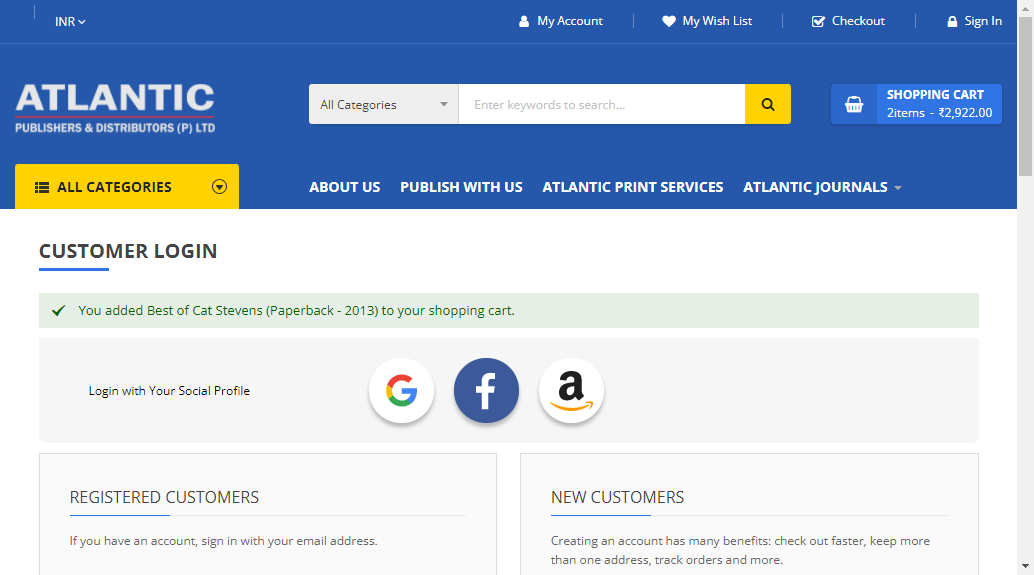 INR
My Account
My Wish List
Checkout
Sign In
ATLANTIC
PUBLISHERS & DISTRIBUTORS (P) LTD
All Categories
Enter keywords to search...
SHOPPING CART
2items - ₹2,922.00
ALL CATEGORIES
ABOUT US
PUBLISH WITH US
ATLANTIC PRINT SERVICES
ATLANTIC JOURNALS
CUSTOMER LOGIN
You added Best of Cat Stevens (Paperback - 2013) to your shopping cart.
Login with Your Social Profile
G
f
a
REGISTERED CUSTOMERS
If you have an account, sign in with your email address.
NEW CUSTOMERS
Creating an account has many benefits: check out faster, keep more
than one address, track orders and more.